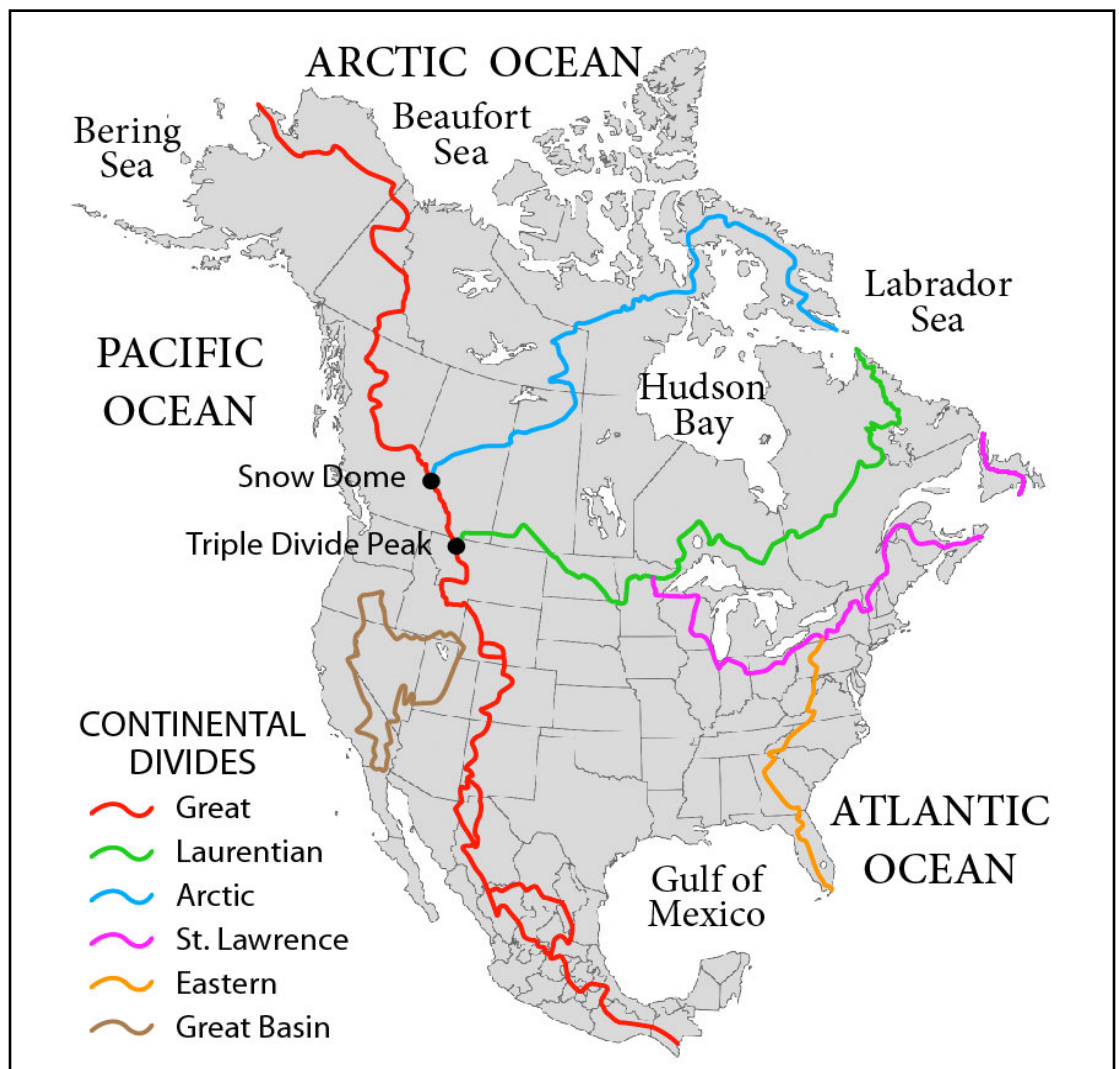 ARCTIC OCEAN
Beaufort
Sea
Bering
Sea
Labrador
Sea
PACIFIC
OCEAN
Hudson
Bay
Snow Dome
Triple Divide Peak
CONTINENTAL
DIVIDES
Great
Laurentian
Arctic
St. Lawrence
Eastern
Great Basin
Gulf of
Mexico
ATLANTIC
OCEAN